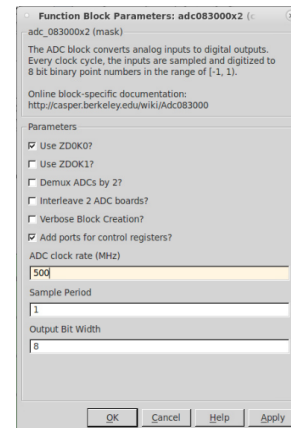 Function Block Parameters: adc083000x2 (
adc_083000x2 (mask)
The ADC block converts analog inputs to digital outputs.
Every clock cycle, the inputs are sampled and digitized to
8 bit binary point numbers in the range of [-1, 1).
Online block-specific documentation:
http://casper.berkeley.edu/wiki/Adc083000
Parameters
Use ZDOK0?
Use ZDOK1?
Demux ADCs by 2?
Interleave 2 ADC boards?
Verbose Block Creation?
Add ports for control registers?
ADC clock rate (MHz)
500
Sample Period
1
Output Bit Width
8
OK Cancel Help Apply